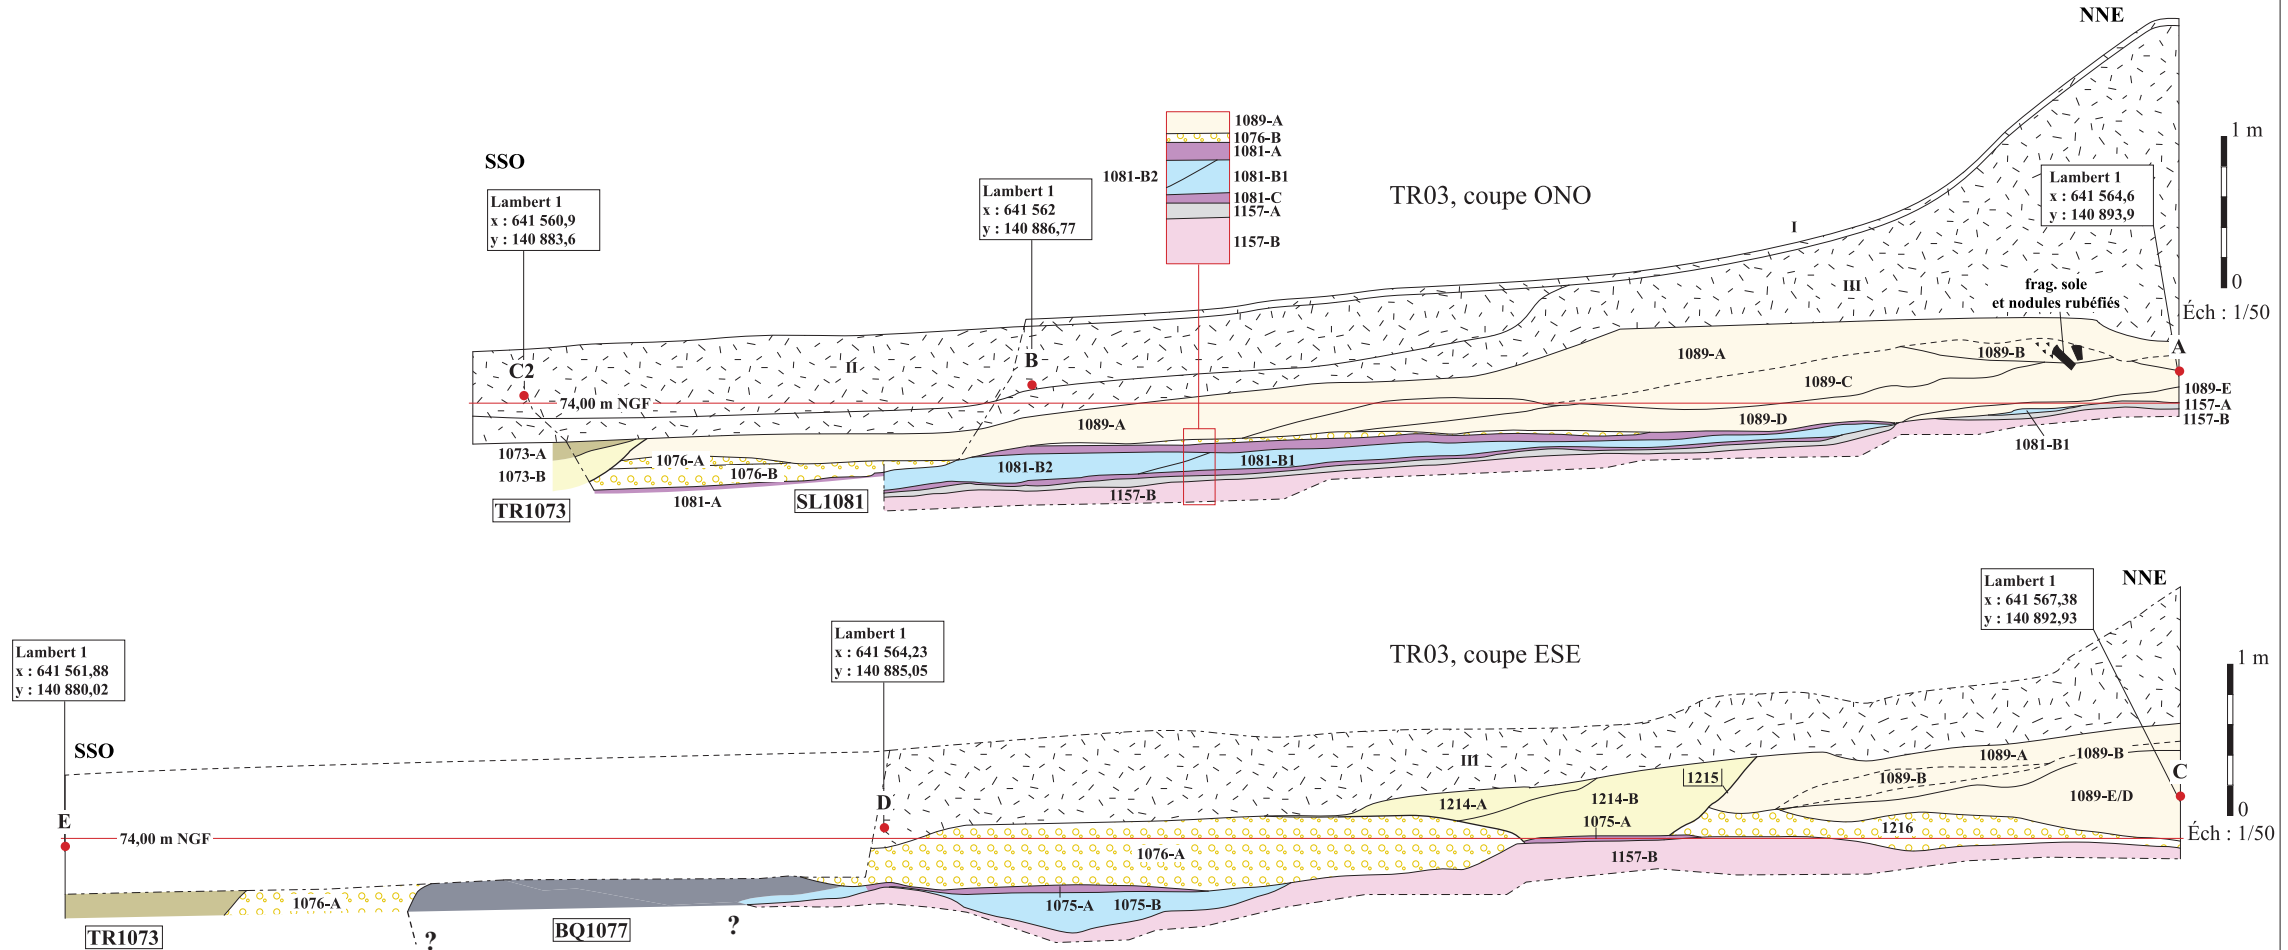 NNE
SSO
Lambert 1
x : 641 560,9
y : 140 883,6
Lambert 1
x : 641 562
y : 140 886,77
1089-A
1076-B
1081-A
1081-B2
1081-B1
1081-C
1157-A
1157-B
TR03, coupe ONO
Lambert 1
x : 641 564,6
y : 140 893,9
1 m
0
Éch : 1/50
I
III
frag. sole
et nodules rubéfiés
II
C2
B
A
74,00 m NGF
1089-A
1089-B
1089-C
1089-A
1089-D
1089-E
1157-A
1157-B
1081-B1
1073-A
1073-B
1076-A
1076-B
1081-A
1081-B2
1081-B1
1157-B
TR1073
SL1081
NNE
Lambert 1
x : 641 567,38
y : 140 892,93
Lambert 1
x : 641 561,88
y : 140 880,02
Lambert 1
x : 641 564,23
y : 140 885,05
TR03, coupe ESE
1 m
0
Éch : 1/50
SSO
III
E
D
C
74,00 m NGF
1215
1214-A
1214-B
1075-A
1089-A
1089-B
1089-B
1089-E/D
1216
1076-A
1157-B
1076-A
1075-A
1075-B
TR1073
?
BQ1077
?